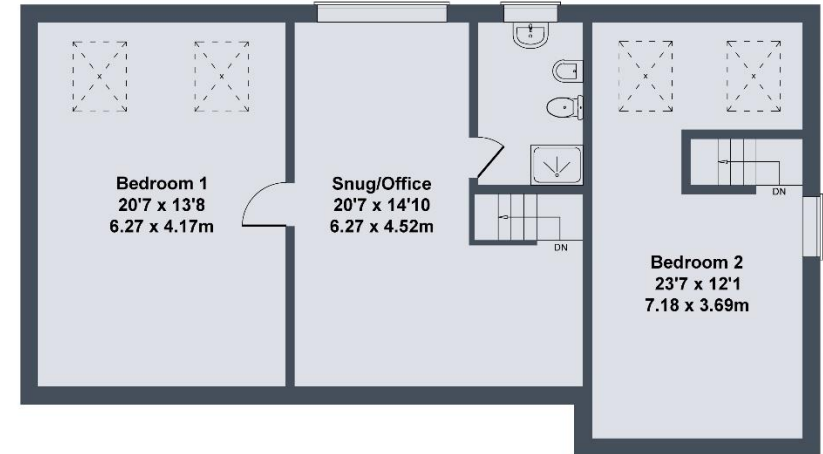 Bedroom 1
20'7 x 13'8
6.27 x 4.17m
Snug/Office
20'7 x 14'10
6.27 x 4.52m
DN
DN
Bedroom 2
23'7 x 12'1
7.18 x 3.69m